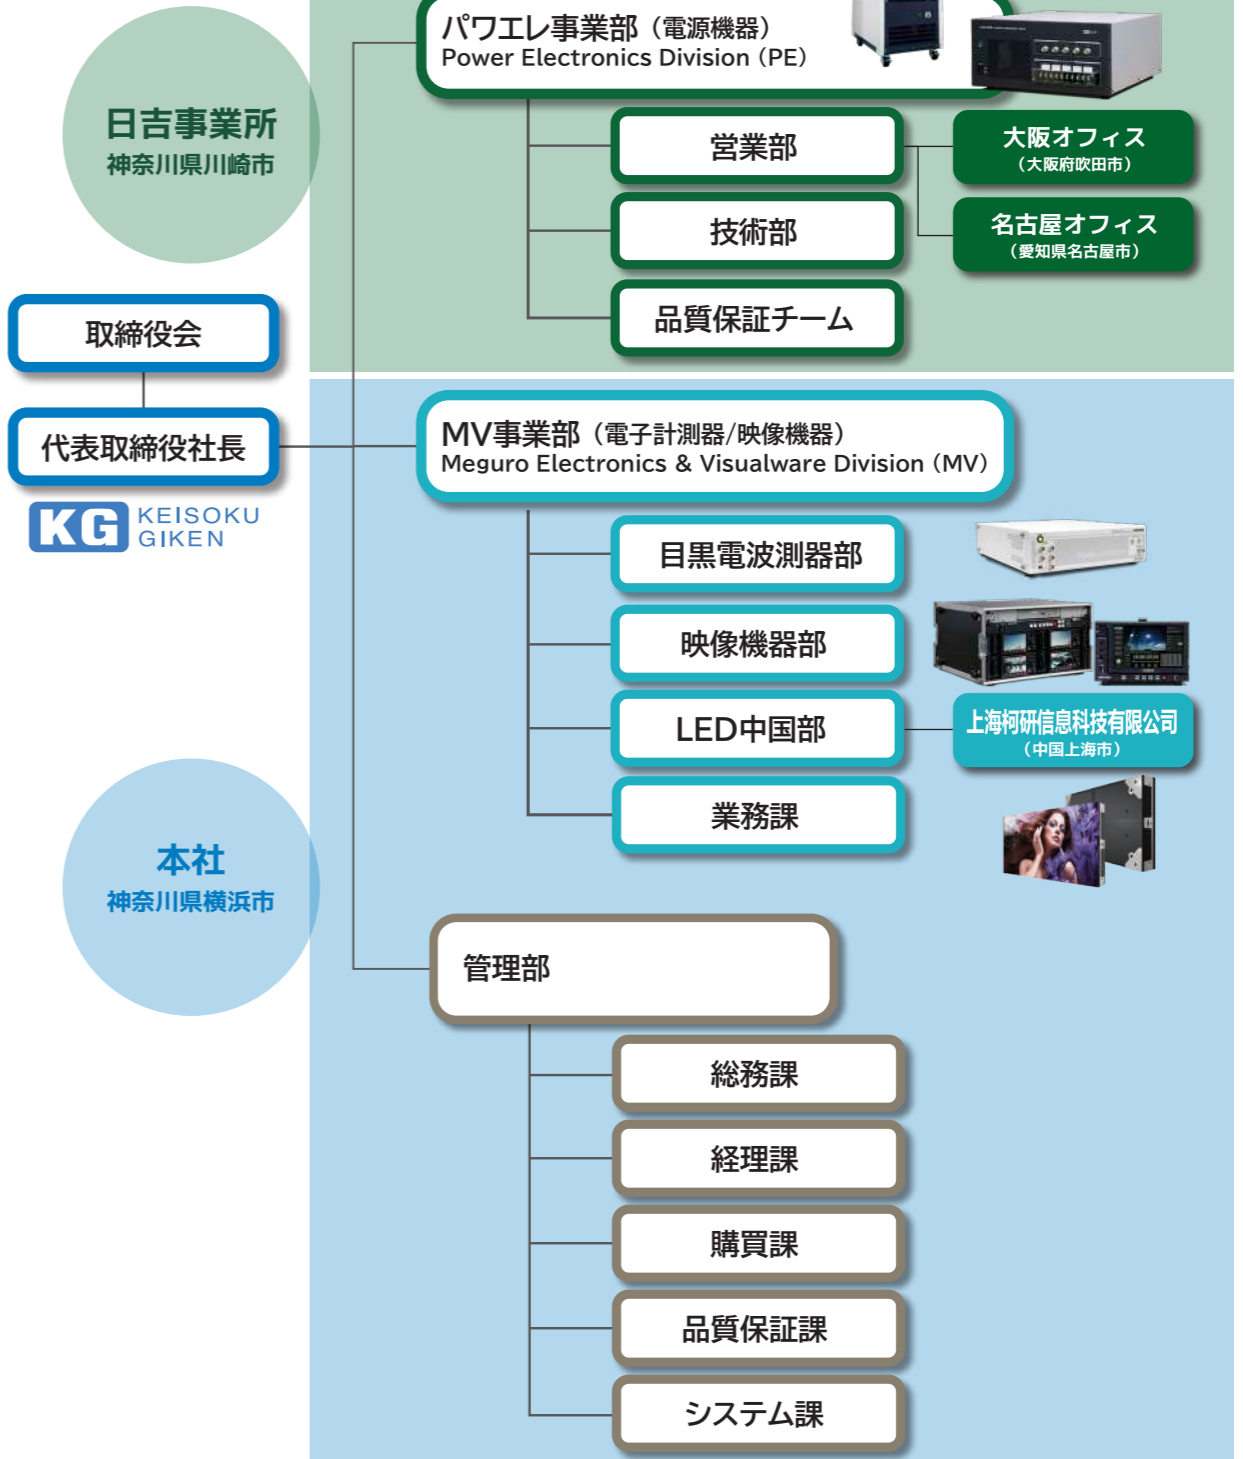 パワエレ事業部（電源機器）
Power Electronics Division (PE)
日吉事業所
神奈川県川崎市
営業部
大阪オフィス
（大阪府吹田市）
技術部
名古屋オフィス
（愛知県名古屋市）
品質保証チーム
取締役会
代表取締役社長
KG KEISOKU
GIKEN
MV事業部（電子計測器/映像機器）
Meguro Electronics & Visualware Division (MV)
目黒電波測器部
映像機器部
LED中国部
上海柯研信息科技有限公司
（中国上海市）
業務課
本社
神奈川県横浜市
管理部
総務課
経理課
購買課
品質保証課
システム課